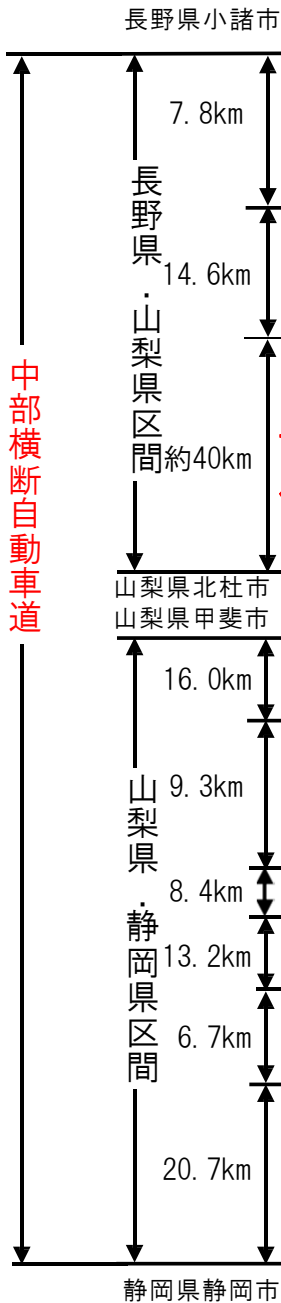 長野県小諸市
7.8km
長野県・山梨県区間
14.6km
中部横断自動車道
約40km
山梨県北杜市
山梨県甲斐市
16.0km
山梨県・静岡県区間
9.3km
8.4km
13.2km
6.7km
20.7km
静岡県静岡市